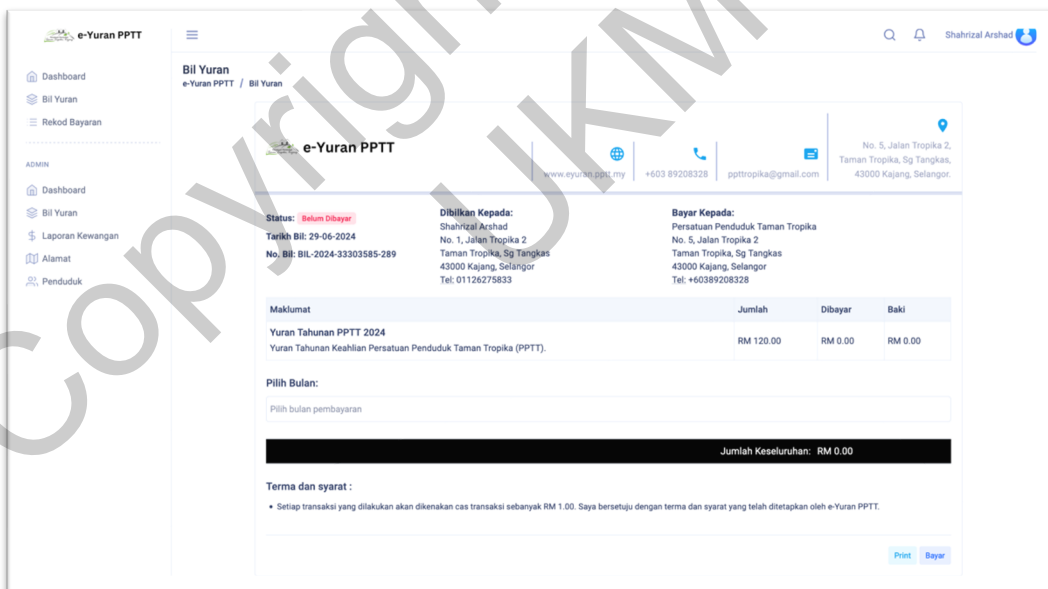 e-Yuran PPTT
Shahrizal Arshad
Dashboard
Bil Yuran
Rekod Bayaran
ADMIN
Dashboard
Bil Yuran
Laporan Kewangan
Alamat
Penduduk
Bil Yuran
e-Yuran PPTT / Bil Yuran
e-Yuran PPTT
www.eyuran.pptt.my
+603 89208328
ppttropika@gmail.com
No. 5, Jalan Tropika 2,
Taman Tropika, Sg Tangkas,
43000 Kajang, Selangor.
Status: Belum Dibayar
Tarikh Bil: 29-06-2024
No. Bil: BIL-2024-33303585-289
Dibilkan Kepada:
Shahrizal Arshad
No. 1, Jalan Tropika 2
Taman Tropika, Sg Tangkas
43000 Kajang, Selangor
Tel: 01126275833
Bayar Kepada:
Persatuan Penduduk Taman Tropika
No. 5, Jalan Tropika 2
Taman Tropika, Sg Tangkas
43000 Kajang, Selangor
Tel: +60389208328
Maklumat Jumlah Dibayar Baki
Yuran Tahunan PPTT 2024
Yuran Tahunan Keahlian Persatuan Penduduk Taman Tropika (PPTT).
RM 120.00 RM 0.00 RM 0.00
Pilih Bulan:
Pilih bulan pembayaran
Jumlah Keseluruhan: RM 0.00
Terma dan syarat :
• Setiap transaksi yang dilakukan akan dikenakan cas transaksi sebanyak RM 1.00. Saya bersetuju dengan terma dan syarat yang telah ditetapkan oleh e-Yuran PPTT.
Print Bayar
Copyright
UKM